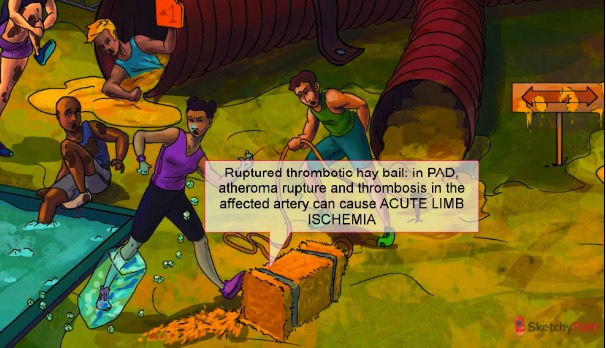 1
Ruptured thrombotic hay bail: in PAD,
atheroma rupture and thrombosis in the
affected artery can cause ACUTE LIMB
ISCHEMIA